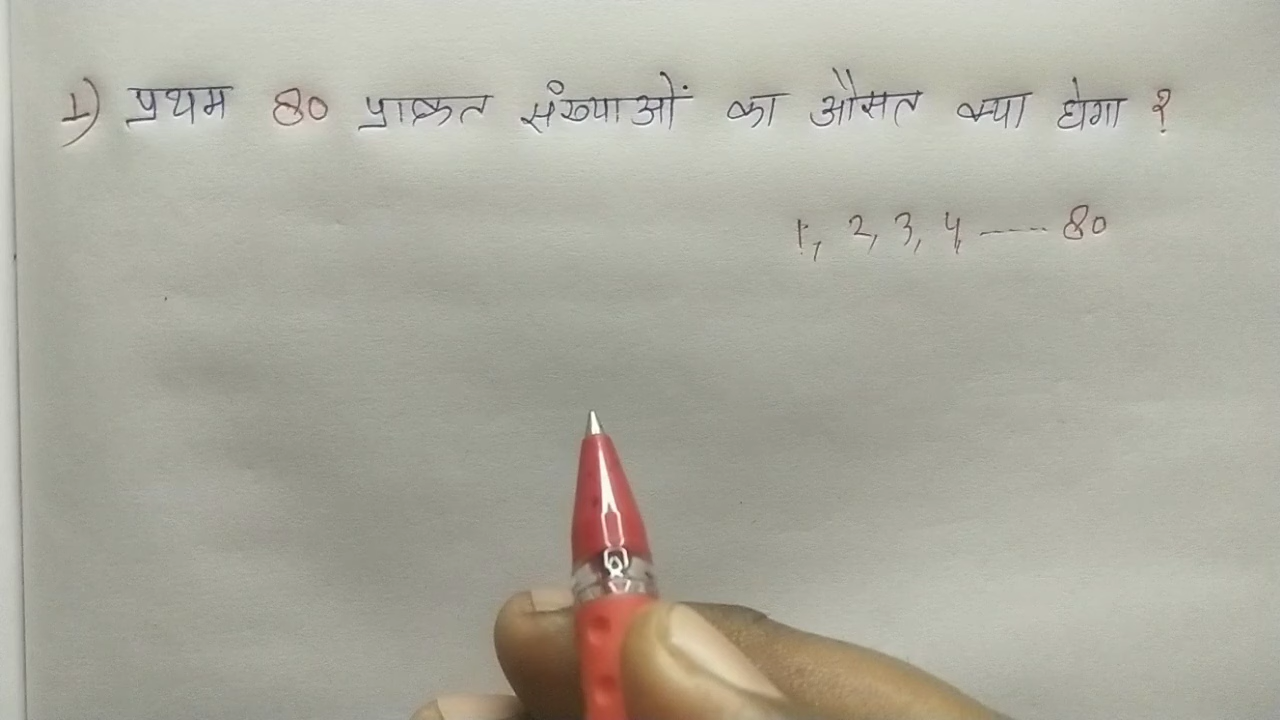 1) प्रथम 80 प्राकृत संख्याओं का औसत क्या होगा ?
1, 2, 3, 4, ----- 80